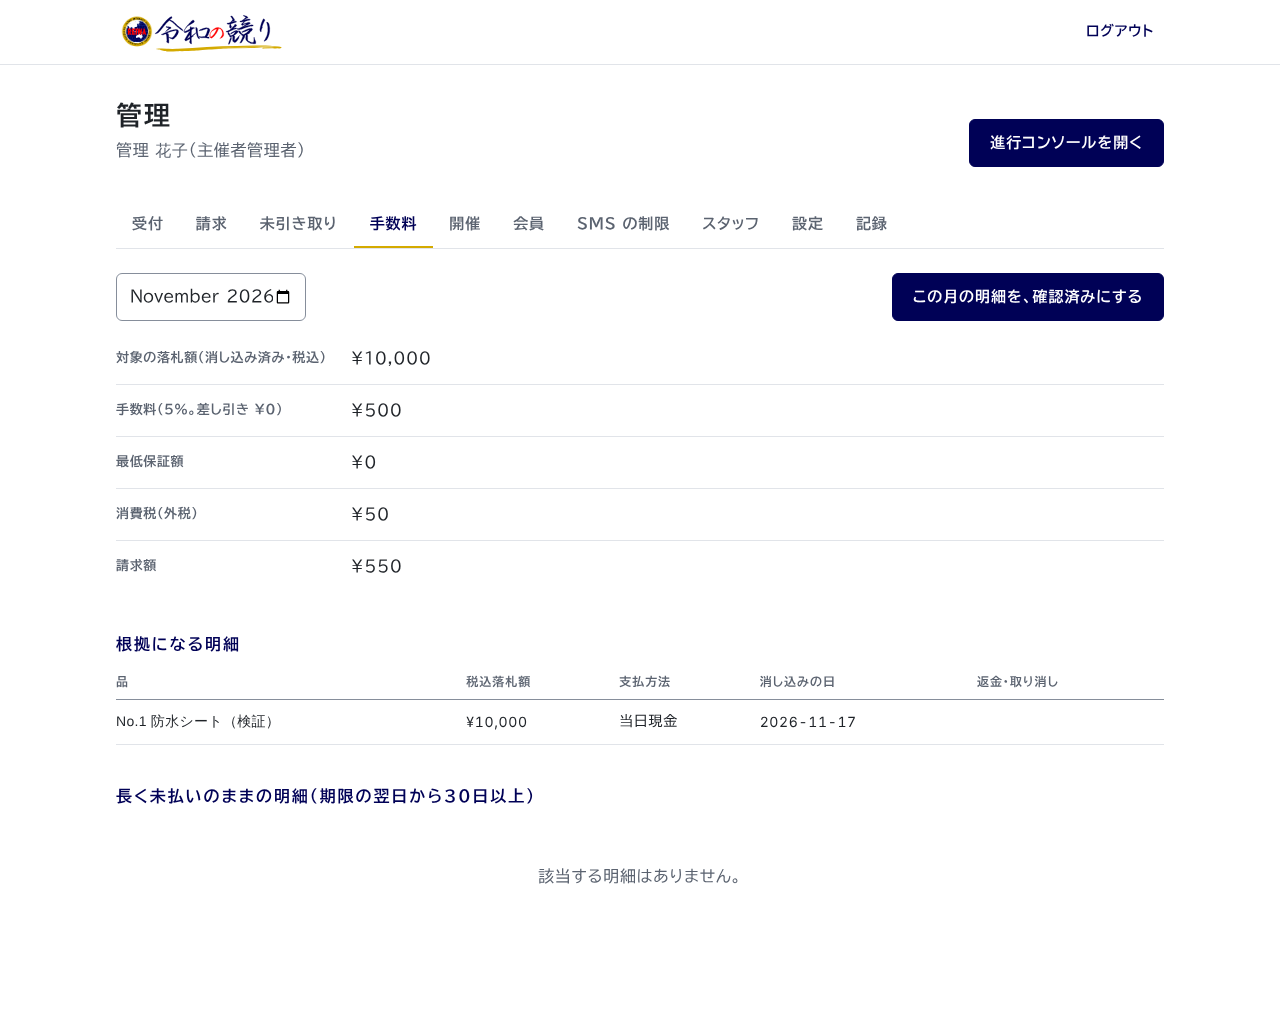 令和の競り
ログアウト
管理
管理 花子(主催者管理者)
進行コンソールを開く
受付 請求 未引き取り 手数料 開催 会員 SMS の制限 スタッフ 設定 記録
November 2026
この月の明細を、確認済みにする
対象の落札額(消し込み済み・税込) ¥10,000
手数料(5%。差し引き ¥0) ¥500
最低保証額 ¥0
消費税(外税) ¥50
請求額 ¥550
根拠になる明細
品 税込落札額 支払方法 消し込みの日 返金・取り消し
No.1 防水シート（検証） ¥10,000 当日現金 2026-11-17
長く未払いのままの明細(期限の翌日から30日以上)
該当する明細はありません。